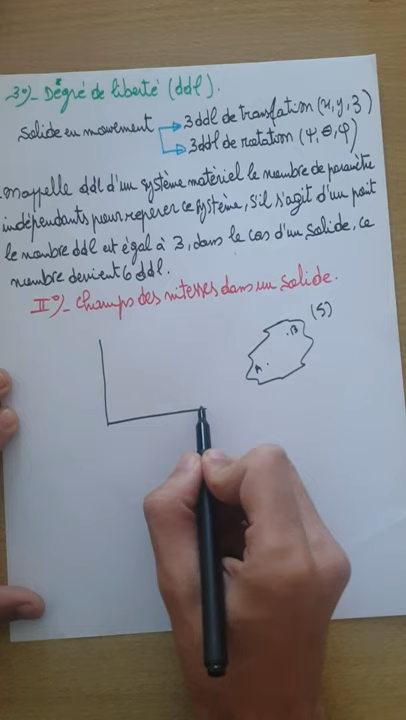 3°)- Dégré de liberté (ddl).
Solide en mouvement → 3 ddl de translation (x, y, z)
→ 3 ddl de rotation (ψ, θ, φ)
on appelle ddl d'un système matériel le nombre de paramètre
indépendants pour repérer ce système, s'il s'agit d'un point
le nombre ddl est égal à 3, dans le cas d'un solide, ce
nombre devient 6 ddl.
II°)- Champs des vitesses dans un solide.
(S)
B
A